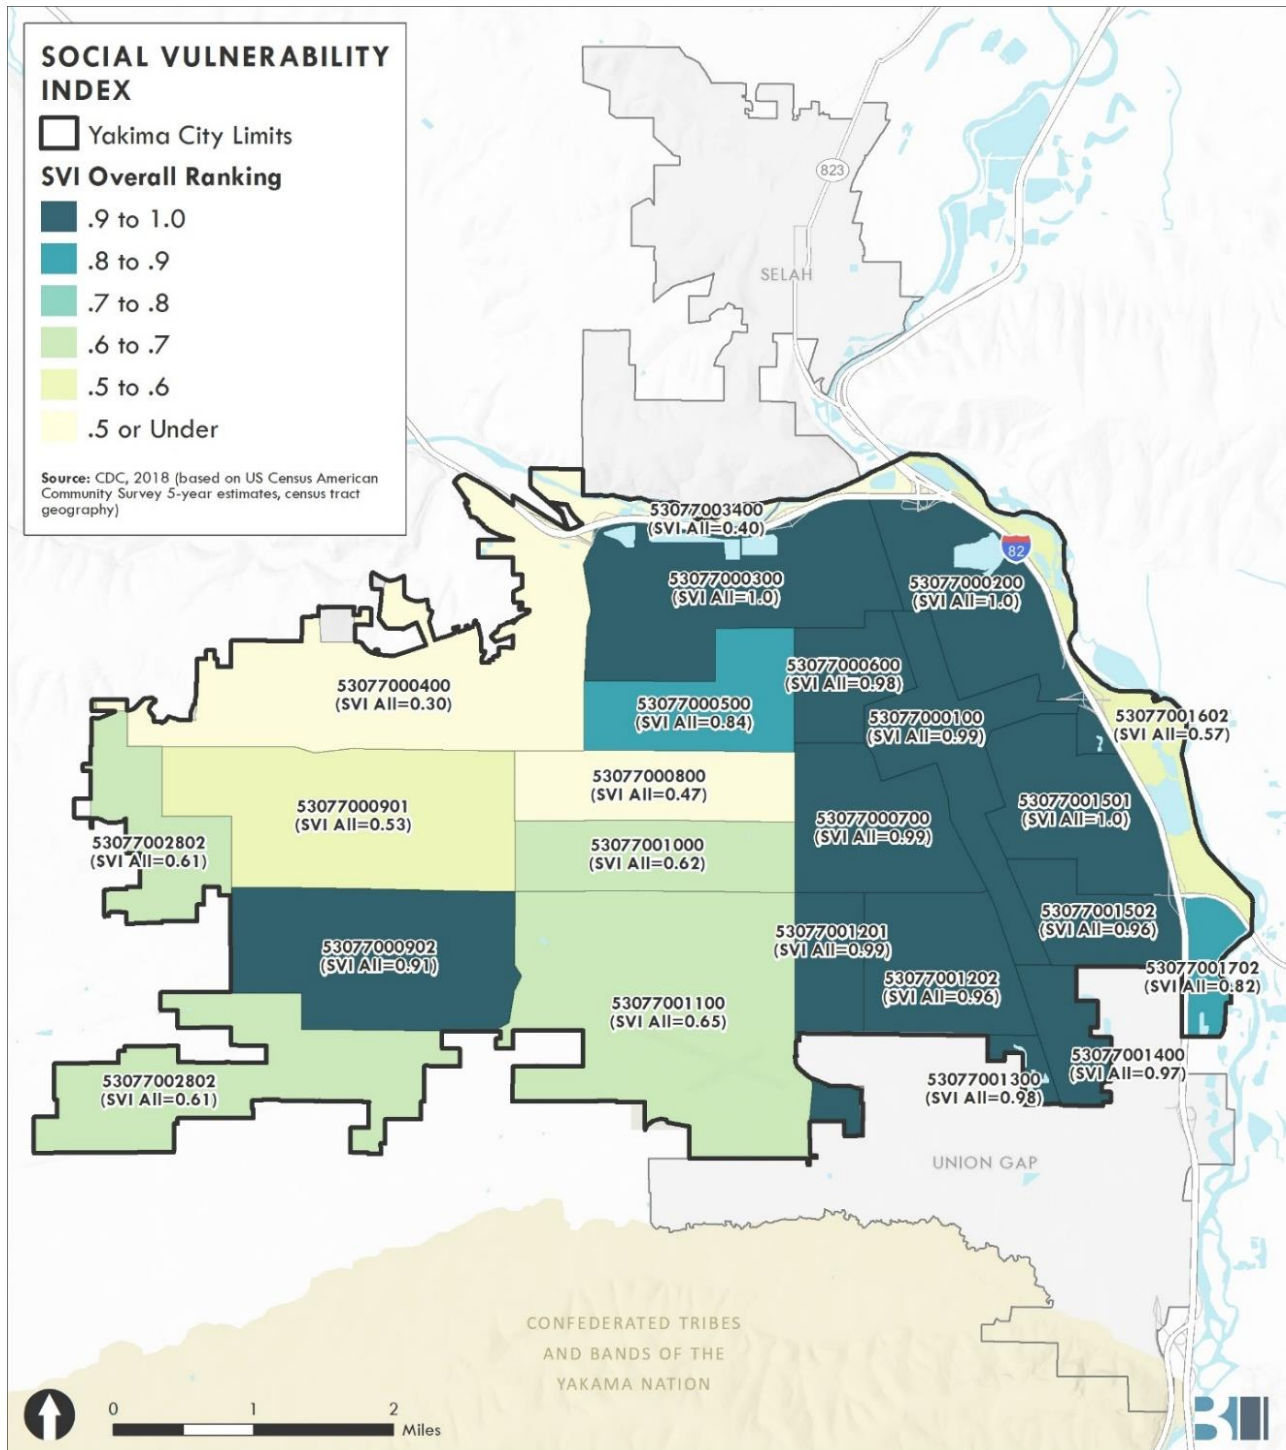 SOCIAL VULNERABILITY
INDEX
Yakima City Limits
SVI Overall Ranking
.9 to 1.0
.8 to .9
.7 to .8
.6 to .7
.5 to .6
.5 or Under
Source: CDC, 2018 (based on US Census American
Community Survey 5-year estimates, census tract
geography)
823
SELAH
53077003400
(SVI All=0.40)
82
53077000300
(SVI All=1.0)
53077000200
(SVI All=1.0)
53077000600
(SVI All=0.98)
53077000400
(SVI All=0.30)
53077000500
(SVI All=0.84)
53077000100
(SVI All=0.99)
53077001602
(SVI All=0.57)
53077000800
(SVI All=0.47)
53077000901
(SVI All=0.53)
53077001501
(SVI All=1.0)
53077000700
(SVI All=0.99)
53077002802
(SVI All=0.61)
53077001000
(SVI All=0.62)
53077001502
(SVI All=0.96)
53077001201
(SVI All=0.99)
53077000902
(SVI All=0.91)
53077001702
(SVI All=0.82)
53077001202
(SVI All=0.96)
53077001100
(SVI All=0.65)
53077001400
(SVI All=0.97)
53077002802
(SVI All=0.61)
53077001300
(SVI All=0.98)
UNION GAP
CONFEDERATED TRIBES
AND BANDS OF THE
YAKAMA NATION
0 1 2
Miles
B